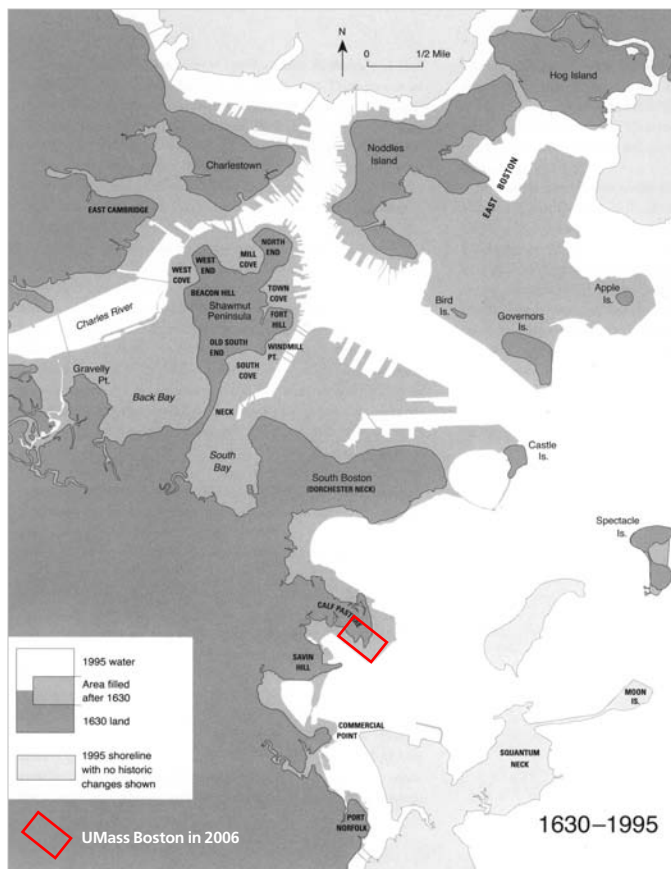 N
0
1/2 Mile
Hog Island
Noddles
Island
Charlestown
EAST BOSTON
EAST CAMBRIDGE
NORTH
END
MILL
COVE
WEST
END
WEST
COVE
BEACON HILL
TOWN
COVE
Shawmut
Peninsula
FORT
HILL
Apple
Is.
Bird
Is.
Governors
Is.
Charles River
OLD SOUTH
END
WINDMILL
PT.
SOUTH
COVE
Gravelly
Pt.
Back Bay
NECK
South
Bay
South Boston
(DORCHESTER NECK)
Castle
Is.
Spectacle
Is.
CALF PAST
SAVIN
HILL
MOON
IS.
COMMERCIAL
POINT
SQUANTUM
NECK
PORT
NORFOLK
1995 water
Area filled
after 1630
1630 land
1995 shoreline
with no historic
changes shown
UMass Boston in 2006
1630–1995